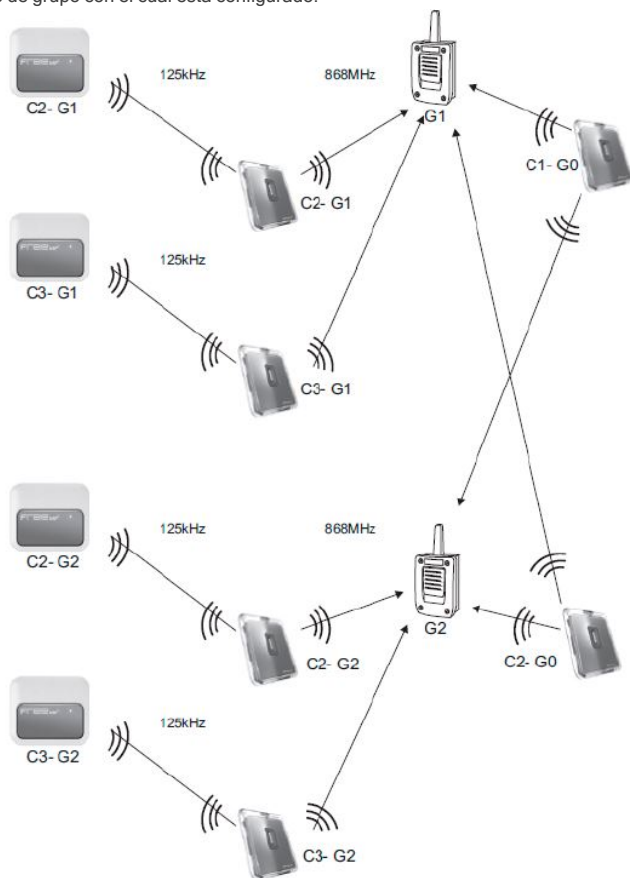 de grupo con el cual está configurado.
125kHz 868MHz
C2- G1
G1
C1- G0
C2- G1
125kHz
C3- G1
C3- G1
125kHz 868MHz
C2- G2
G2
C2- G2
C2- G0
125kHz
C3- G2
C3- G2